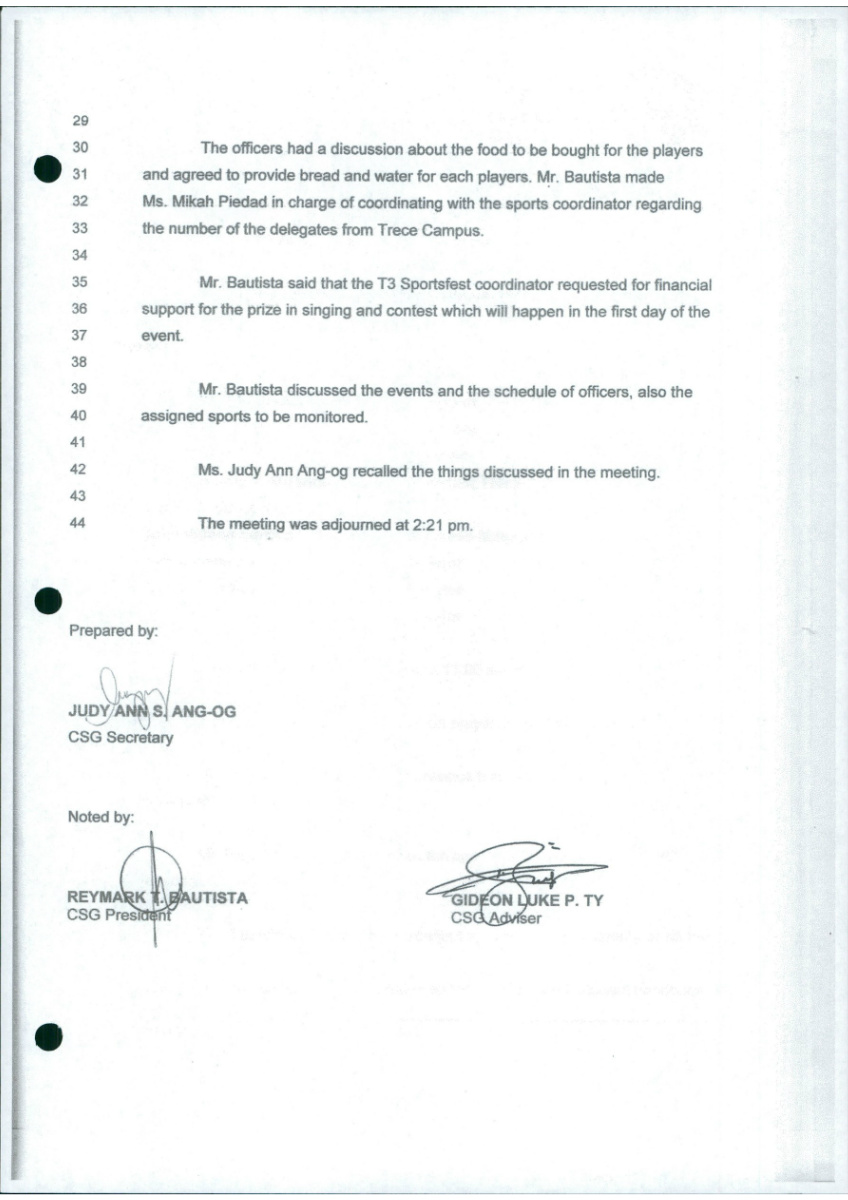 29
30 The officers had a discussion about the food to be bought for the players
31 and agreed to provide bread and water for each players. Mr. Bautista made
32 Ms. Mikah Piedad in charge of coordinating with the sports coordinator regarding
33 the number of the delegates from Trece Campus.
34
35 Mr. Bautista said that the T3 Sportsfest coordinator requested for financial
36 support for the prize in singing and contest which will happen in the first day of the
37 event.
38
39 Mr. Bautista discussed the events and the schedule of officers, also the
40 assigned sports to be monitored.
41
42 Ms. Judy Ann Ang-og recalled the things discussed in the meeting.
43
44 The meeting was adjourned at 2:21 pm.
Prepared by:
JUDY ANN S. ANG-OG
CSG Secretary
Noted by:
REYMARK T. BAUTISTA
CSG President
GIDEON LUKE P. TY
CSG Adviser